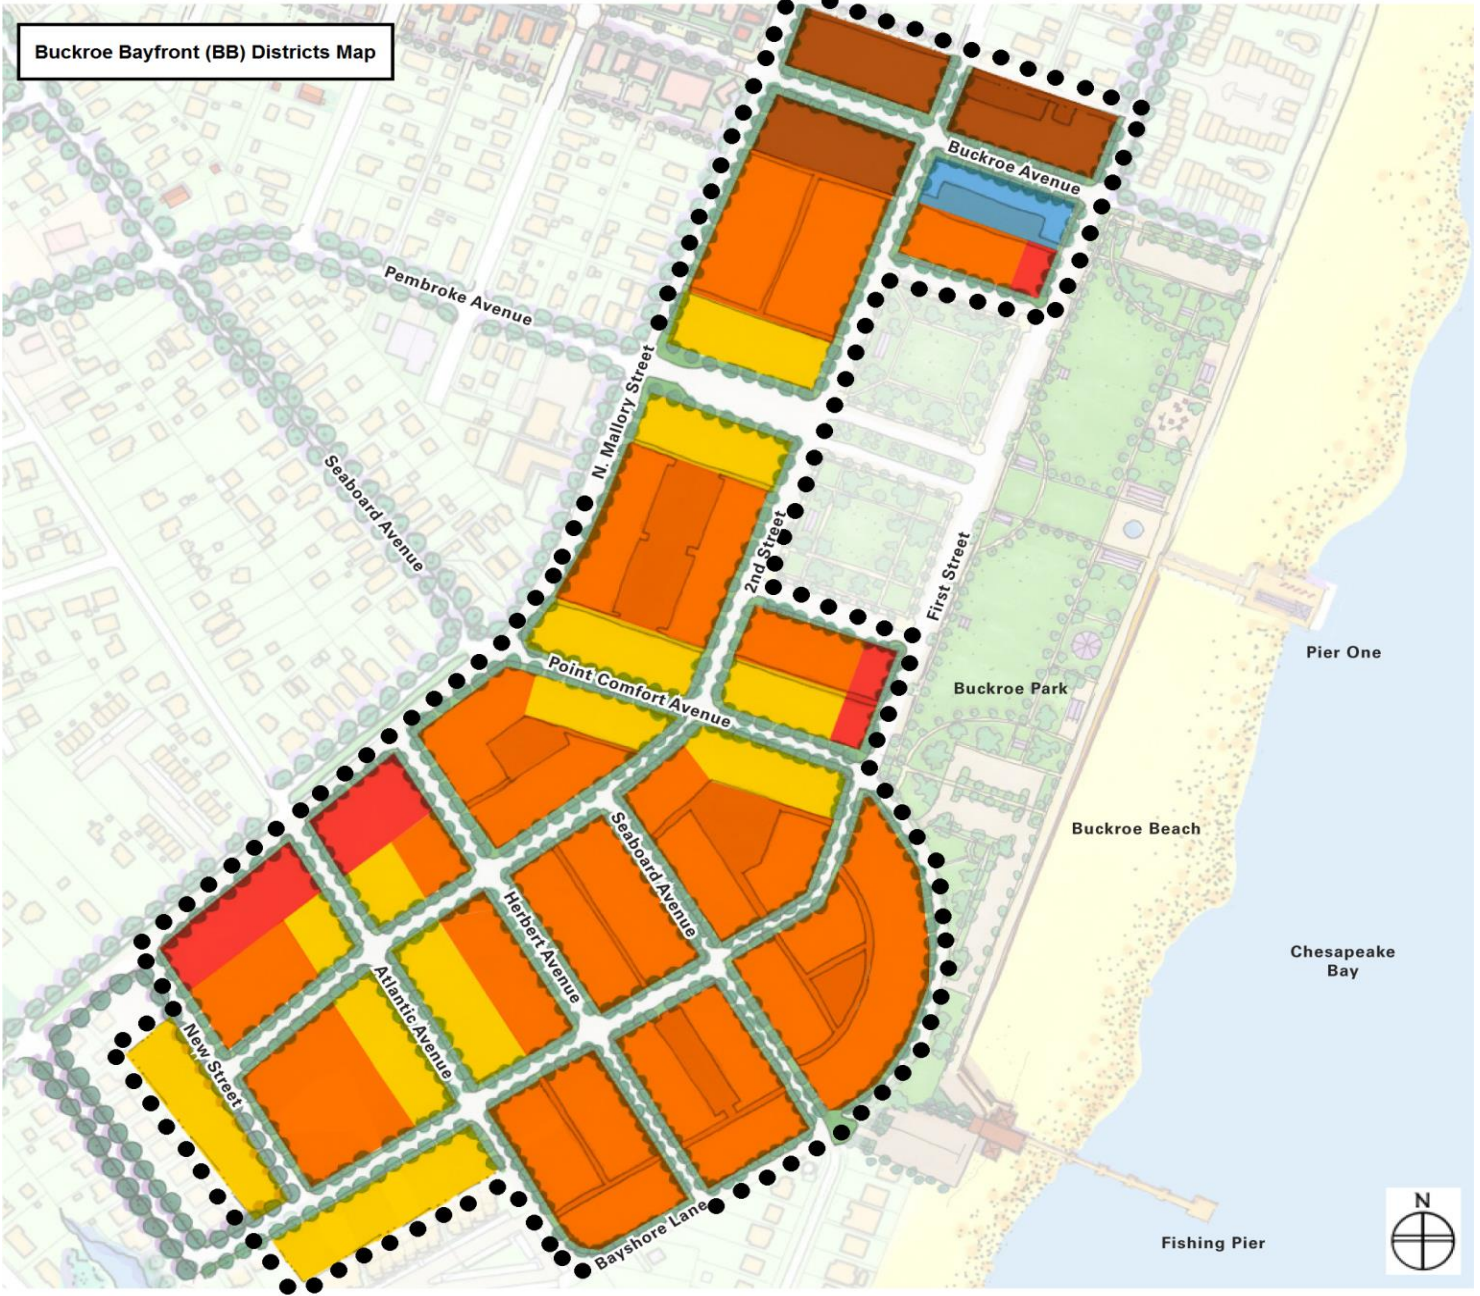 Buckroe Bayfront (BB) Districts Map
Buckroe Avenue
Pembroke Avenue
N. Mallory Street
Seaboard Avenue
2nd Street
First Street
Pier One
Point Comfort Avenue
Buckroe Park
Buckroe Beach
Seaboard Avenue
Herbert Avenue
Chesapeake
Bay
Atlantic Avenue
New Street
Bayshore Lane
Fishing Pier
N